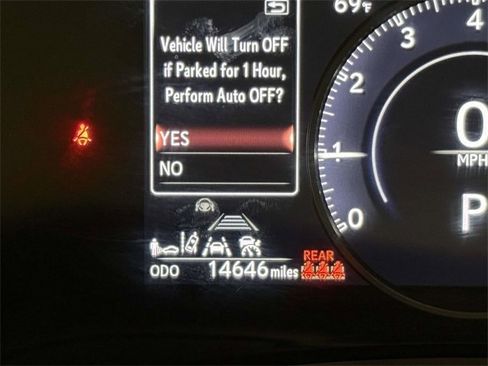 69°F
Vehicle Will Turn OFF
if Parked for 1 Hour,
Perform Auto OFF?
YES
NO
4
3
2
1
0
0
MPH
P
REAR
ODO 14646 miles